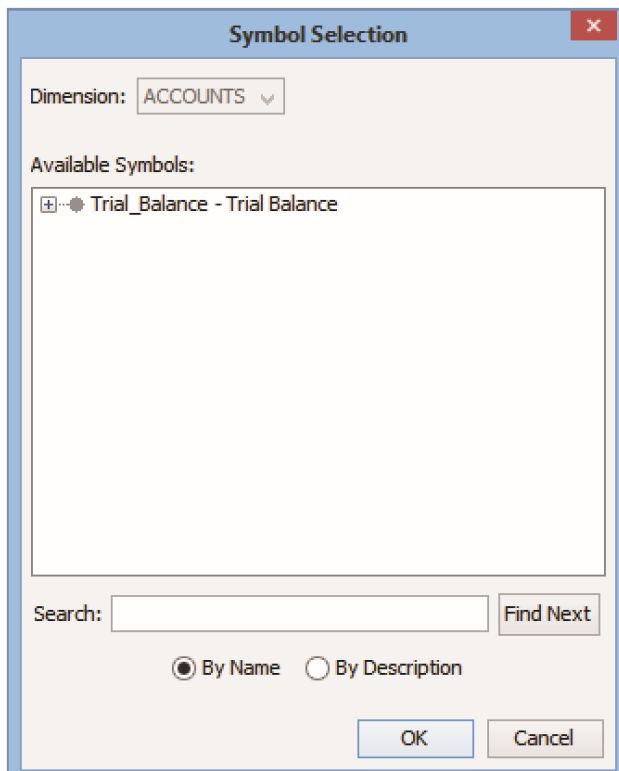 Symbol Selection
Dimension: ACCOUNTS
Available Symbols:
Trial_Balance - Trial Balance
Search: Find Next
By Name By Description
OK Cancel